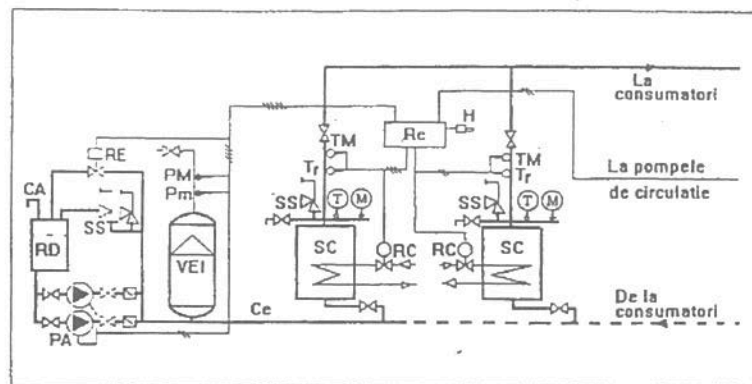 La
consumatori
H
Re
TM
TM
RE
Tr
Tr
La pompele
de circulatie
PM
Pm
CA
SS
T
M
SS
T
M
SS
RD
VEI
SC
RC
RC
SC
De la
consumatori
Ce
PA